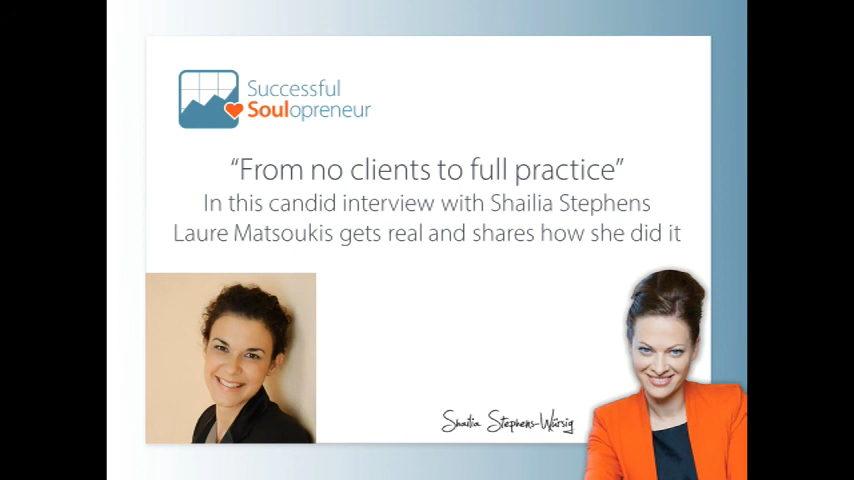 Successful
Soulopreneur
“From no clients to full practice”
In this candid interview with Shailia Stephens
Laure Matsoukis gets real and shares how she did it
Shailia Stephens-Würsig